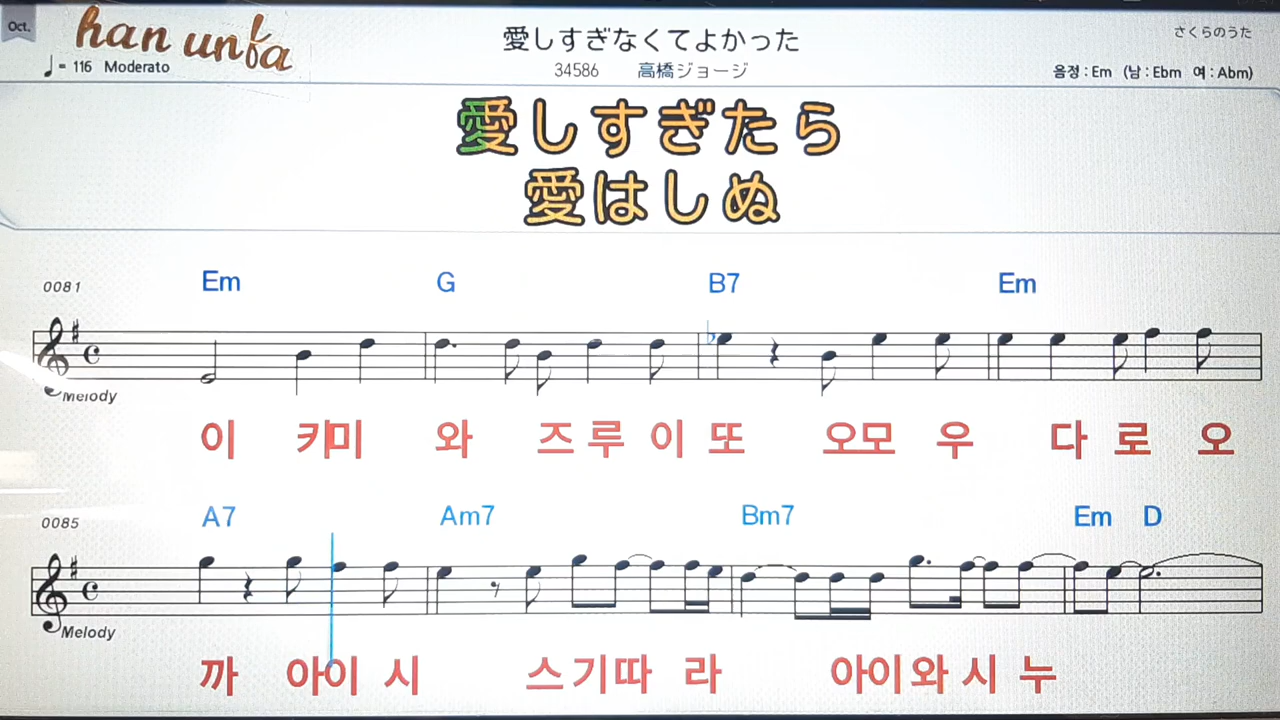 Oct.
han unfa
♩= 116 Moderato
愛しすぎなくてよかった
34586 高橋ジョージ
さくらのうた
음정 : Em (남 : Ebm 여 : Abm)
愛しすぎたら
愛はしぬ
0081
Em G B7 Em
Melody
이 키미 와 즈루 이 또 오모 우 다 로 오
0085
A7 Am7 Bm7 Em D
Melody
까 아이 시 스기따 라 아이와 시 누